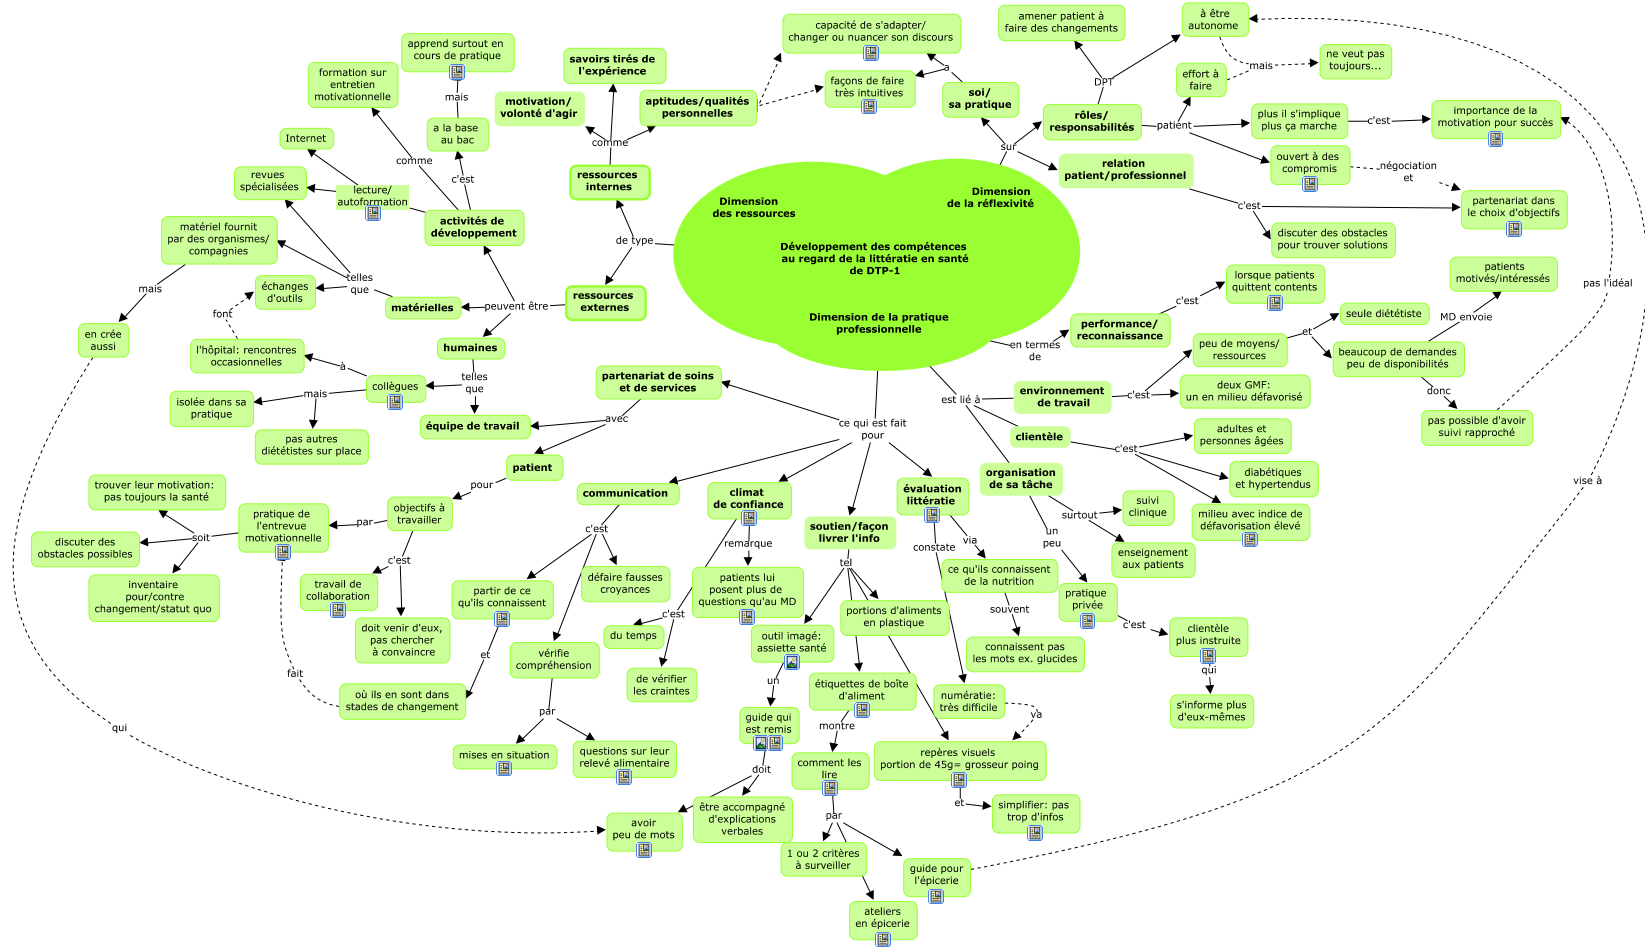 Dimension
des ressources
Dimension
de la réflexivité
Développement des compétences
au regard de la littératie en santé
de DTP-1
Dimension de la pratique
professionnelle
de type
ressources
internes
comme
motivation/
volonté d'agir
savoirs tirés de
l'expérience
aptitudes/qualités
personnelles
capacité de s'adapter/
changer ou nuancer son discours
façons de faire
très intuitives
a
soi/
sa pratique
sur
rôles/
responsabilités
DPT
amener patient à
faire des changements
à être
autonome
mais
ne veut pas
toujours...
effort à
faire
patient
plus il s'implique
plus ça marche
c'est
importance de la
motivation pour succès
ouvert à des
compromis
négociation
et
partenariat dans
le choix d'objectifs
relation
patient/professionnel
c'est
discuter des obstacles
pour trouver solutions
ressources
externes
peuvent être
activités de
développement
c'est
a la base
au bac
mais
apprend surtout en
cours de pratique
comme
formation sur
entretien
motivationnelle
lecture/
autoformation
Internet
revues
spécialisées
matérielles
telles
que
matériel fournit
par des organismes/
compagnies
échanges
d'outils
mais
en crée
aussi
font
l'hôpital: rencontres
occasionnelles
à
humaines
telles
que
collègues
mais
isolée dans sa
pratique
pas autres
diététistes sur place
équipe de travail
en termes
de
performance/
reconnaissance
c'est
lorsque patients
quittent contents
est lié à
environnement
de travail
c'est
peu de moyens/
ressources
et
seule diététiste
beaucoup de demandes
peu de disponibilités
MD envoie
patients
motivés/intéressés
donc
pas possible d'avoir
suivi rapproché
pas l'idéal
deux GMF:
un en milieu défavorisé
clientèle
c'est
adultes et
personnes âgées
diabétiques
et hypertendus
milieu avec indice de
défavorisation élevé
organisation
de sa tâche
surtout
suivi
clinique
enseignement
aux patients
un
peu
pratique
privée
c'est
clientèle
plus instruite
qui
s'informe plus
d'eux-mêmes
ce qui est fait
pour
partenariat de soins
et de services
avec
patient
pour
objectifs à
travailler
par
pratique de
l'entrevue
motivationnelle
soit
trouver leur motivation:
pas toujours la santé
discuter des
obstacles possibles
inventaire
pour/contre
changement/statut quo
c'est
travail de
collaboration
doit venir d'eux,
pas chercher
à convaincre
communication
c'est
partir de ce
qu'ils connaissent
et
où ils en sont dans
stades de changement
fait
défaire fausses
croyances
vérifie
compréhension
par
mises en situation
questions sur leur
relevé alimentaire
climat
de confiance
remarque
patients lui
posent plus de
questions qu'au MD
c'est
du temps
de vérifier
les craintes
soutien/façon
livrer l'info
tel
outil imagé:
assiette santé
un
guide qui
est remis
doit
avoir
peu de mots
être accompagné
d'explications
verbales
qui
portions d'aliments
en plastique
étiquettes de boîte
d'aliment
montre
comment les
lire
par
1 ou 2 critères
à surveiller
ateliers
en épicerie
guide pour
l'épicerie
vise à
repères visuels
portion de 45g= grosseur poing
et
simplifier: pas
trop d'infos
évaluation
littératie
via
ce qu'ils connaissent
de la nutrition
souvent
connaissent pas
les mots ex. glucides
constate
numératie:
très difficile
va